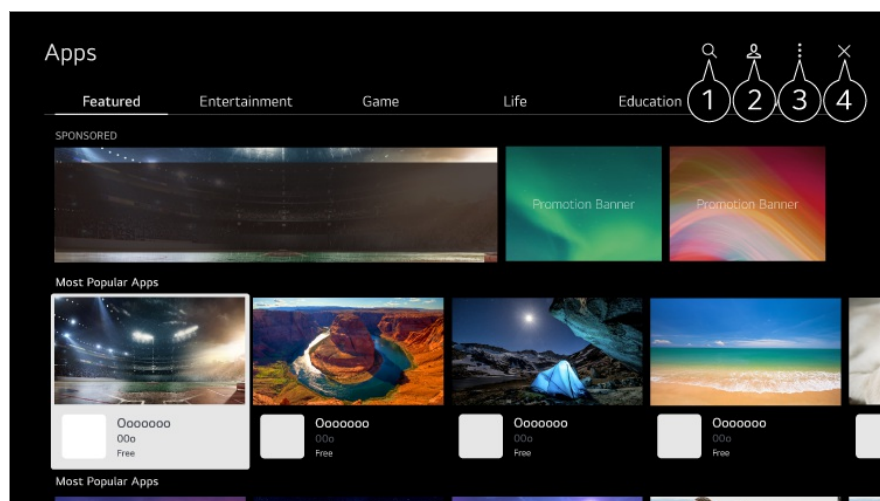 Apps
1 2 3 4
Featured Entertainment Game Life Education
SPONSORED
Promotion Banner Promotion Banner
Most Popular Apps
Ooooooo Ooooooo Ooooooo Ooooooo
00o 00o 00o 00o
Free Free Free Free
Most Popular Apps